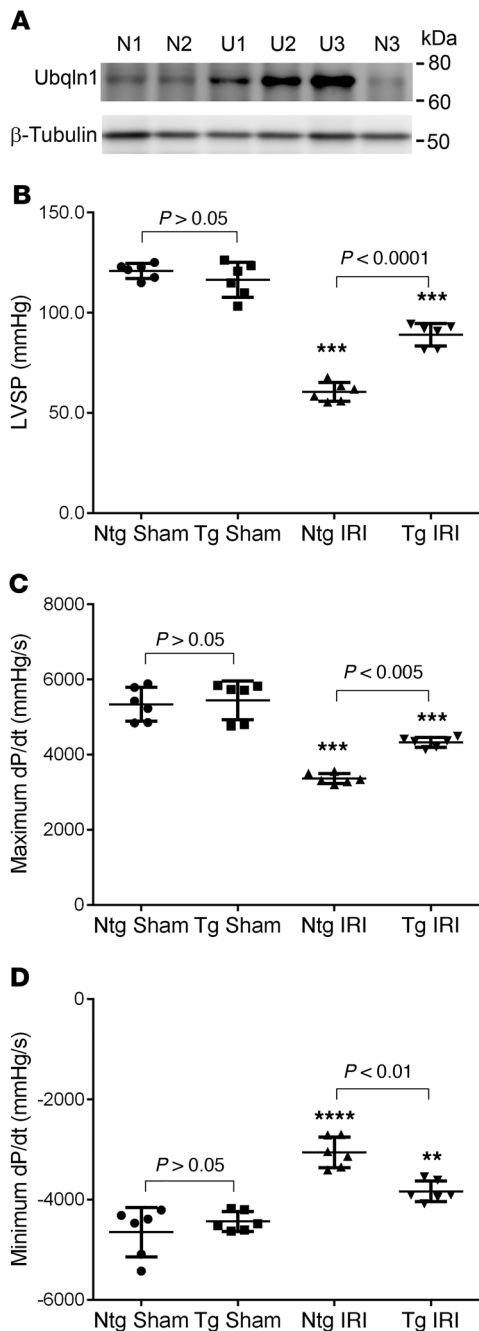 A
N1 N2 U1 U2 U3 N3 kDa
Ubqln1
80
60
β-Tubulin
50
B
LVSP (mmHg)
150.0
100.0
50.0
0.0
P > 0.05
P < 0.0001
***
***
Ntg Sham Tg Sham Ntg IRI Tg IRI
C
Maximum dP/dt (mmHg/s)
8000
6000
4000
2000
0
P > 0.05
P < 0.005
***
***
Ntg Sham Tg Sham Ntg IRI Tg IRI
D
Minimum dP/dt (mmHg/s)
0
-2000
-4000
-6000
P < 0.01
****
**
P > 0.05
Ntg Sham Tg Sham Ntg IRI Tg IRI